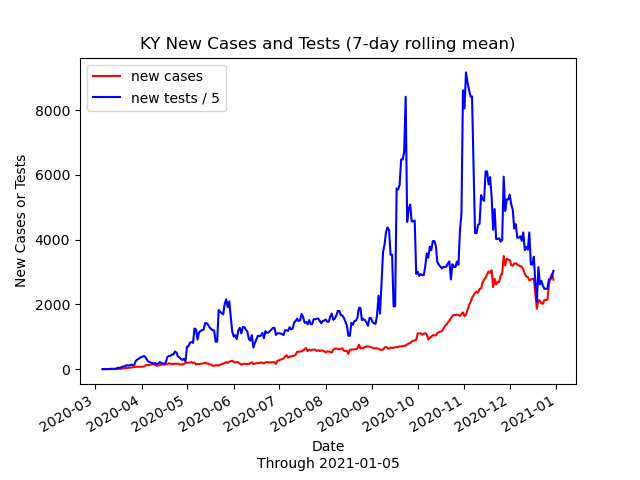 KY New Cases and Tests (7-day rolling mean)
new cases
new tests / 5
New Cases or Tests
8000
6000
4000
2000
0
2020-03
2020-04
2020-05
2020-06
2020-07
2020-08
2020-09
2020-10
2020-11
2020-12
2021-01
Date
Through 2021-01-05